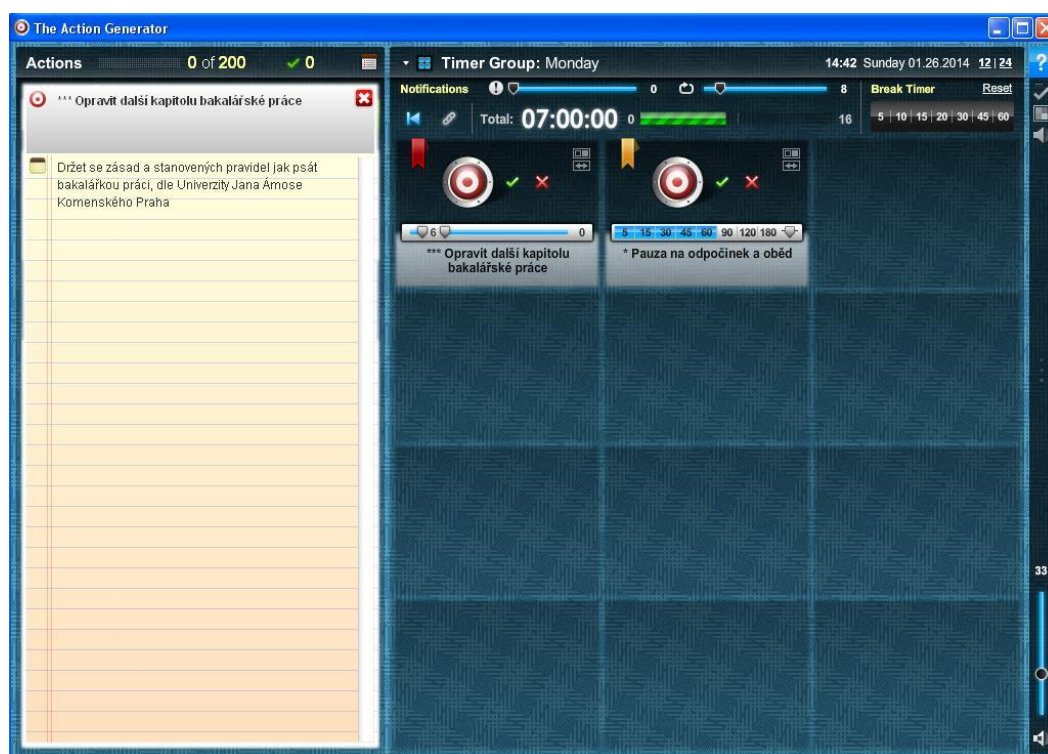 The Action Generator
Actions 0 of 200 0
*** Opravit další kapitolu bakalářské práce
Držet se zásad a stanovených pravidel jak psát
bakalářkou práci, dle Univerzity Jana Ámose
Komenského Praha
Timer Group: Monday
14:42 Sunday 01.26.2014 12|24
?
Notifications 0 8
Break Timer Reset
Total: 07:00:00 0 16
5 | 10 | 15 | 20 | 30 | 45 | 60
6 0
*** Opravit další kapitolu
bakalářské práce
5 15 30 45 60 90 120 180
* Pauza na odpočinek a oběd
33